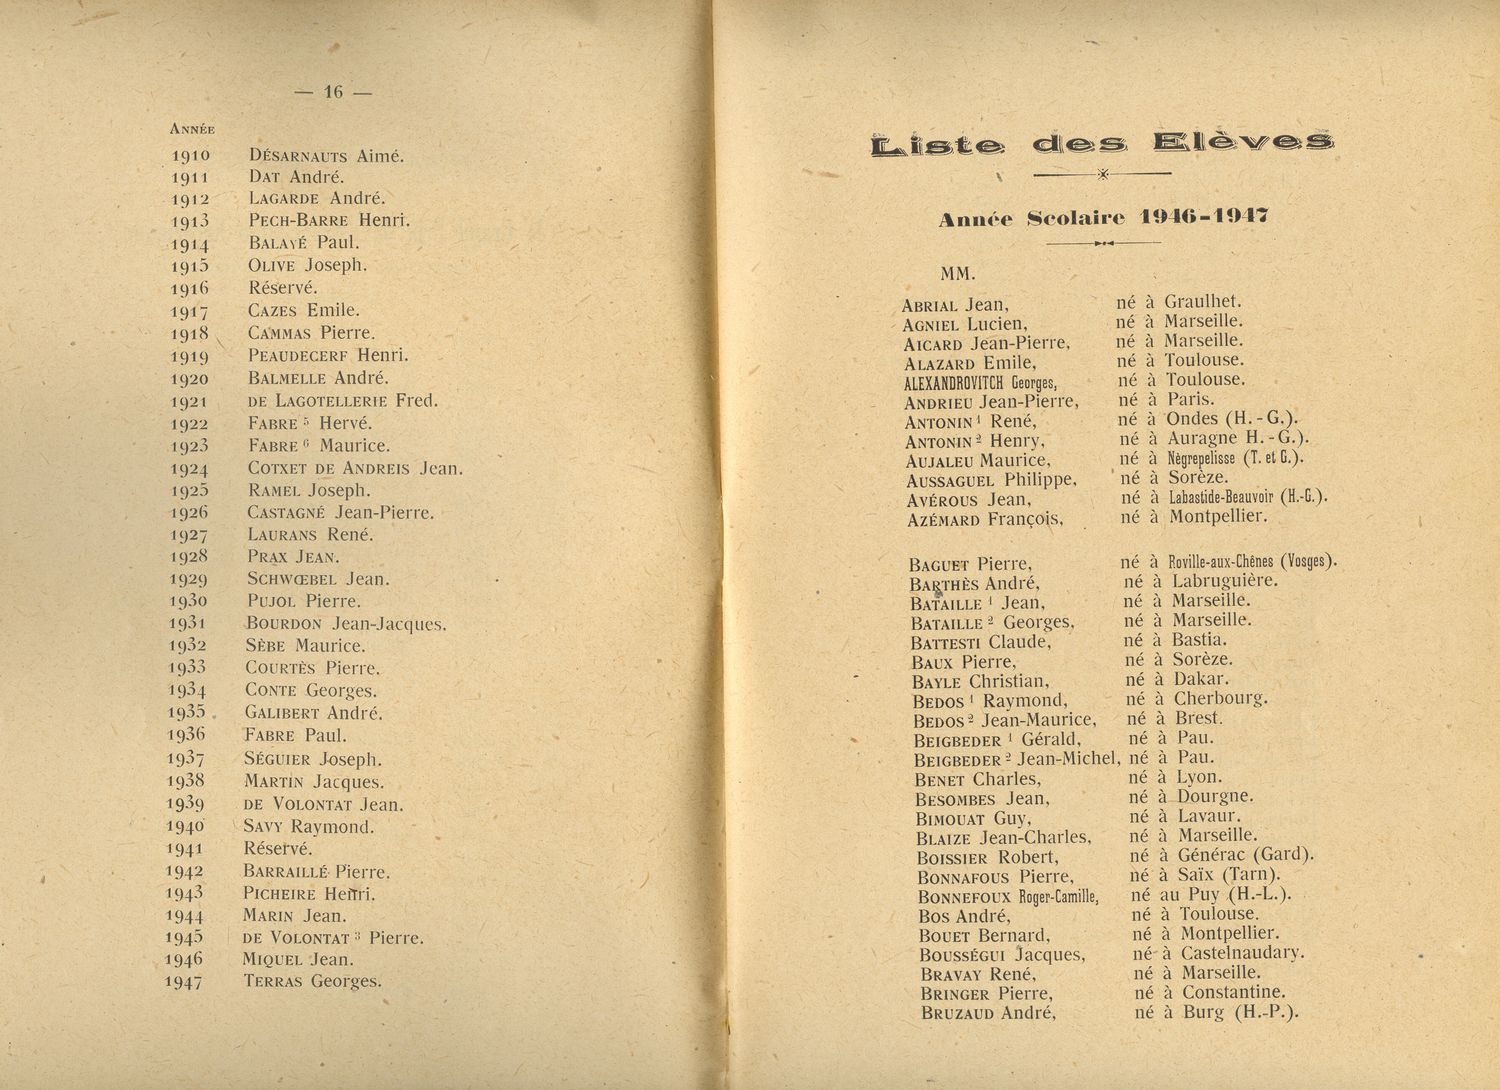 — 16 —
Année
1910 Désarnauts Aimé.
1911 Dat André.
1912 Lagarde André.
1913 Pech-Barre Henri.
1914 Balayé Paul.
1915 Olive Joseph.
1916 Réservé.
1917 Cazes Emile.
1918 Cammas Pierre.
1919 Peaudecerf Henri.
1920 Balmelle André.
1921 de Lagotellerie Fred.
1922 Fabre ⁵ Hervé.
1923 Fabre ⁶ Maurice.
1924 Cotxet de Andreis Jean.
1925 Ramel Joseph.
1926 Castagné Jean-Pierre.
1927 Laurans René.
1928 Prax Jean.
1929 Schwœbel Jean.
1930 Pujol Pierre.
1931 Bourdon Jean-Jacques.
1932 Sèbe Maurice.
1933 Courtès Pierre.
1934 Conte Georges.
1935 Galibert André.
1936 Fabre Paul.
1937 Séguier Joseph.
1938 Martin Jacques.
1939 de Volontat Jean.
1940 Savy Raymond.
1941 Réservé.
1942 Barraillé Pierre.
1943 Picheire Henri.
1944 Marin Jean.
1945 de Volontat ³ Pierre.
1946 Miquel Jean.
1947 Terras Georges.
Liste des Elèves
Année Scolaire 1946-1947
MM.
Abrial Jean, né à Graulhet.
Agniel Lucien, né à Marseille.
Aicard Jean-Pierre, né à Marseille.
Alazard Emile, né à Toulouse.
ALEXANDROVITCH Georges, né à Toulouse.
Andrieu Jean-Pierre, né à Paris.
Antonin ¹ René, né à Ondes (H.-G.).
Antonin ² Henry, né à Auragne H.-G.).
Aujaleu Maurice, né à Nègrepelisse (T. et G.).
Aussaguel Philippe, né à Sorèze.
Avérous Jean, né à Labastide-Beauvoir (H.-G.).
Azémard François, né à Montpellier.
Baguet Pierre, né à Roville-aux-Chênes (Vosges).
Barthès André, né à Labruguière.
Bataille ¹ Jean, né à Marseille.
Bataille ² Georges, né à Marseille.
Battesti Claude, né à Bastia.
Baux Pierre, né à Sorèze.
Bayle Christian, né à Dakar.
Bedos ¹ Raymond, né à Cherbourg.
Bedos ² Jean-Maurice, né à Brest.
Beigbeder ¹ Gérald, né à Pau.
Beigbeder ² Jean-Michel, né à Pau.
Benet Charles, né à Lyon.
Besombes Jean, né à Dourgne.
Bimouat Guy, né à Lavaur.
Blaize Jean-Charles, né à Marseille.
Boissier Robert, né à Générac (Gard).
Bonnafous Pierre, né à Saïx (Tarn).
Bonnefoux Roger-Camille, né au Puy (H.-L.).
Bos André, né à Toulouse.
Bouet Bernard, né à Montpellier.
Bousségui Jacques, né à Castelnaudary.
Bravay René, né à Marseille.
Bringer Pierre, né à Constantine.
Bruzaud André, né à Burg (H.-P.).